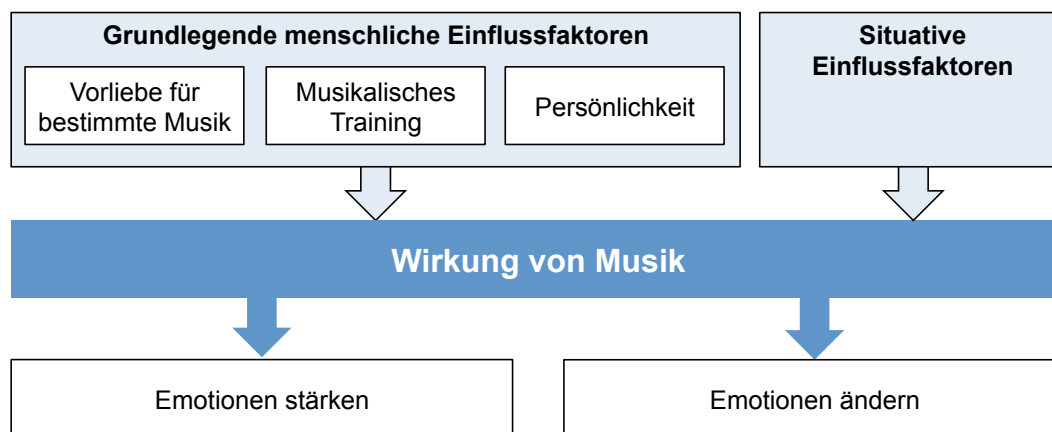 Grundlegende menschliche Einflussfaktoren
Vorliebe für
bestimmte Musik
Musikalisches
Training
Persönlichkeit
Situative
Einflussfaktoren
Wirkung von Musik
Emotionen stärken
Emotionen ändern